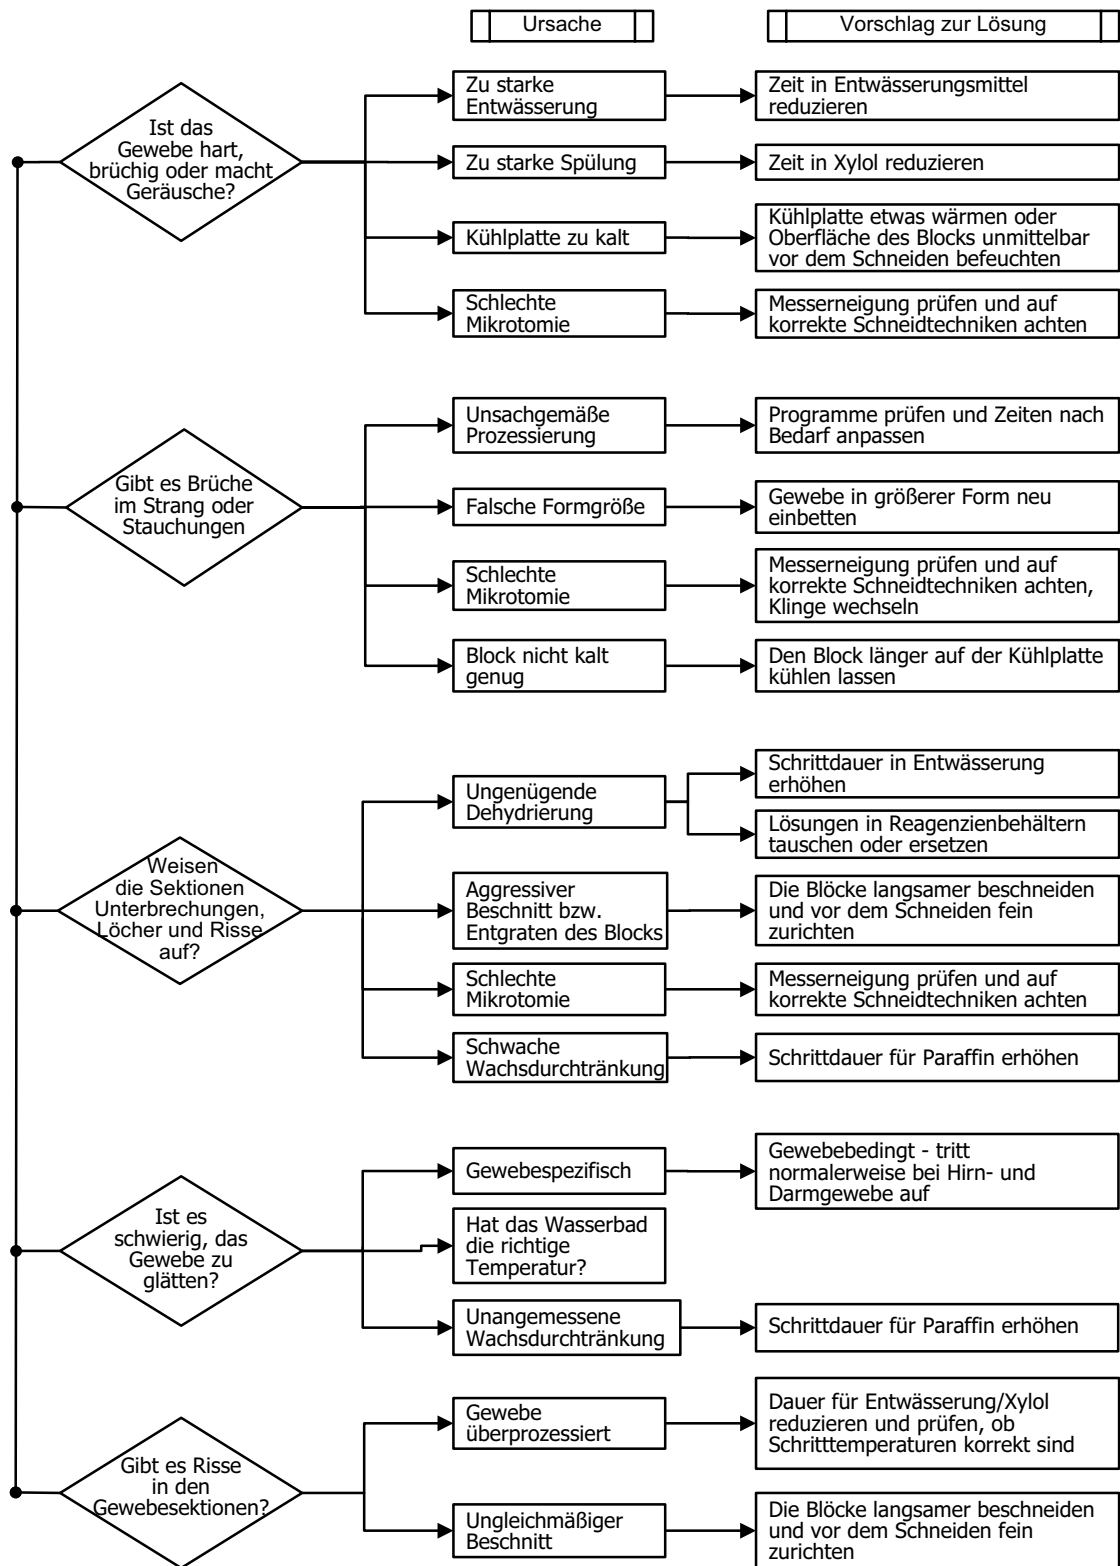 Ursache
Vorschlag zur Lösung
Ist das
Gewebe hart,
brüchig oder macht
Geräusche?
Zu starke
Entwässerung
Zeit in Entwässerungsmittel
reduzieren
Zu starke Spülung
Zeit in Xylol reduzieren
Kühlplatte zu kalt
Kühlplatte etwas wärmen oder
Oberfläche des Blocks unmittelbar
vor dem Schneiden befeuchten
Schlechte
Mikrotomie
Messerneigung prüfen und auf
korrekte Schneidtechniken achten
Gibt es Brüche
im Strang oder
Stauchungen
Unsachgemäße
Prozessierung
Programme prüfen und Zeiten nach
Bedarf anpassen
Falsche Formgröße
Gewebe in größerer Form neu
einbetten
Schlechte
Mikrotomie
Messerneigung prüfen und auf
korrekte Schneidtechniken achten,
Klinge wechseln
Block nicht kalt
genug
Den Block länger auf der Kühlplatte
kühlen lassen
Weisen
die Sektionen
Unterbrechungen,
Löcher und Risse
auf?
Ungenügende
Dehydrierung
Schrittdauer in Entwässerung
erhöhen
Lösungen in Reagenzienbehältern
tauschen oder ersetzen
Aggressiver
Beschnitt bzw.
Entgraten des Blocks
Die Blöcke langsamer beschneiden
und vor dem Schneiden fein
zurichten
Schlechte
Mikrotomie
Messerneigung prüfen und auf
korrekte Schneidtechniken achten
Schwache
Wachsdurchtränkung
Schrittdauer für Paraffin erhöhen
Ist es
schwierig, das
Gewebe zu
glätten?
Gewebespezifisch
Gewebebedingt - tritt
normalerweise bei Hirn- und
Darmgewebe auf
Hat das Wasserbad
die richtige
Temperatur?
Unangemessene
Wachsdurchtränkung
Schrittdauer für Paraffin erhöhen
Gibt es Risse
in den
Gewebesektionen?
Gewebe
überprozessiert
Dauer für Entwässerung/Xylol
reduzieren und prüfen, ob
Schritttemperaturen korrekt sind
Ungleichmäßiger
Beschnitt
Die Blöcke langsamer beschneiden
und vor dem Schneiden fein
zurichten